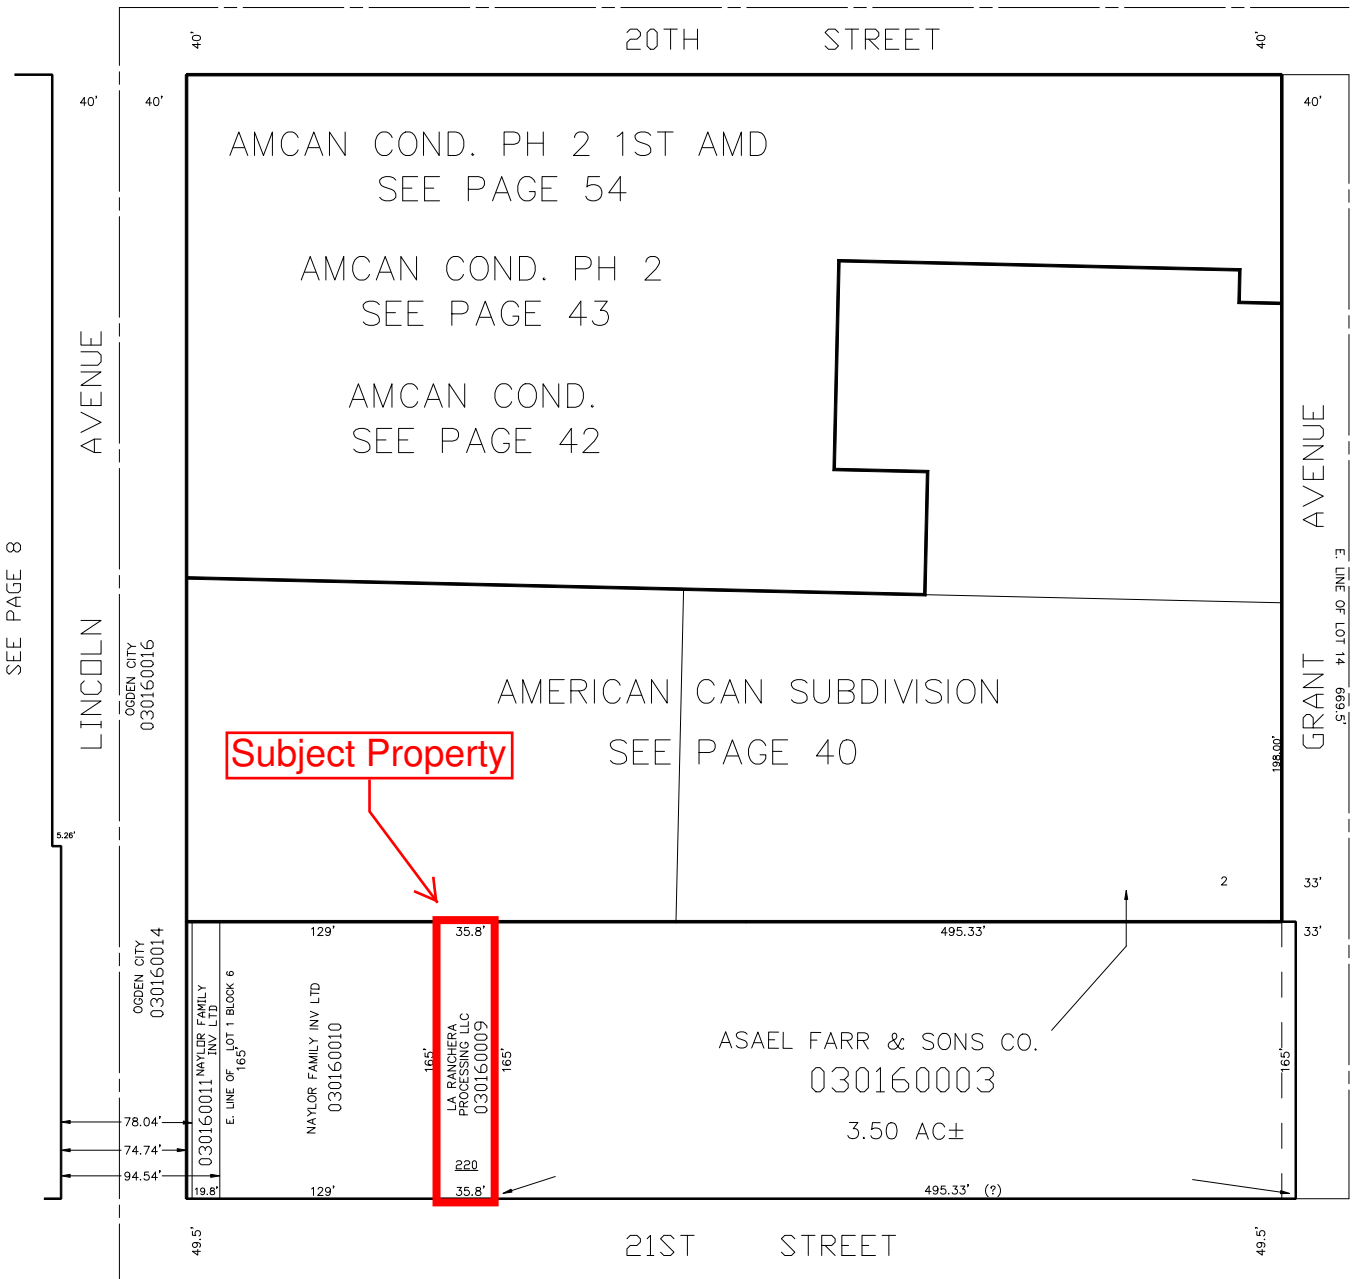 20TH STREET
40'
40'
40'
40'
40'
AMCAN COND. PH 2 1ST AMD
SEE PAGE 54
AMCAN COND. PH 2
SEE PAGE 43
AMCAN COND.
SEE PAGE 42
LINCOLN AVENUE
GRANT AVENUE
SEE PAGE 8
E. LINE OF LOT 14 669.5'
OGDEN CITY
030160016
AMERICAN CAN SUBDIVISION
SEE PAGE 40
Subject Property
198.00'
5.26'
2
33'
33'
OGDEN CITY
030160014
129'
35.8'
495.33'
NAYLOR FAMILY
INV LTD
030160011
E. LINE OF LOT 1 BLOCK 6
165'
NAYLOR FAMILY INV LTD
030160010
165'
LA RANCHERA
PROCESSING LLC
030160009
165'
ASAEL FARR & SONS CO.
030160003
3.50 AC±
165'
78.04'
74.74'
94.54'
220
19.8'
129'
35.8'
495.33' (?)
49.5'
49.5'
21ST STREET